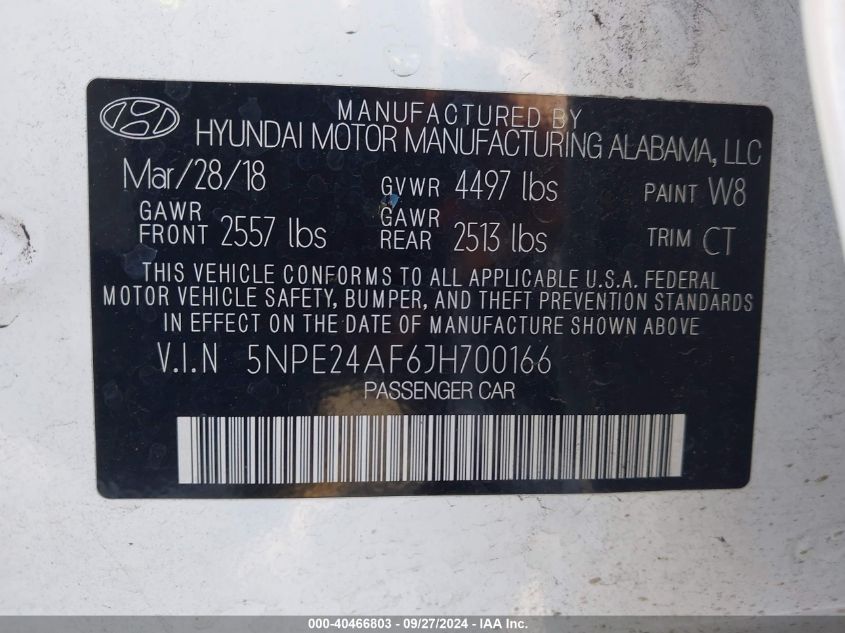 MANUFACTURED BY
HYUNDAI MOTOR MANUFACTURING ALABAMA, LLC
Mar/28/18 GVWR 4497 lbs PAINT W8
GAWR FRONT 2557 lbs GAWR REAR 2513 lbs TRIM CT
THIS VEHICLE CONFORMS TO ALL APPLICABLE U.S.A. FEDERAL
MOTOR VEHICLE SAFETY, BUMPER, AND THEFT PREVENTION STANDARDS
IN EFFECT ON THE DATE OF MANUFACTURE SHOWN ABOVE
V.I.N 5NPE24AF6JH700166
PASSENGER CAR
000-40466803 - 09/27/2024 - IAA Inc.